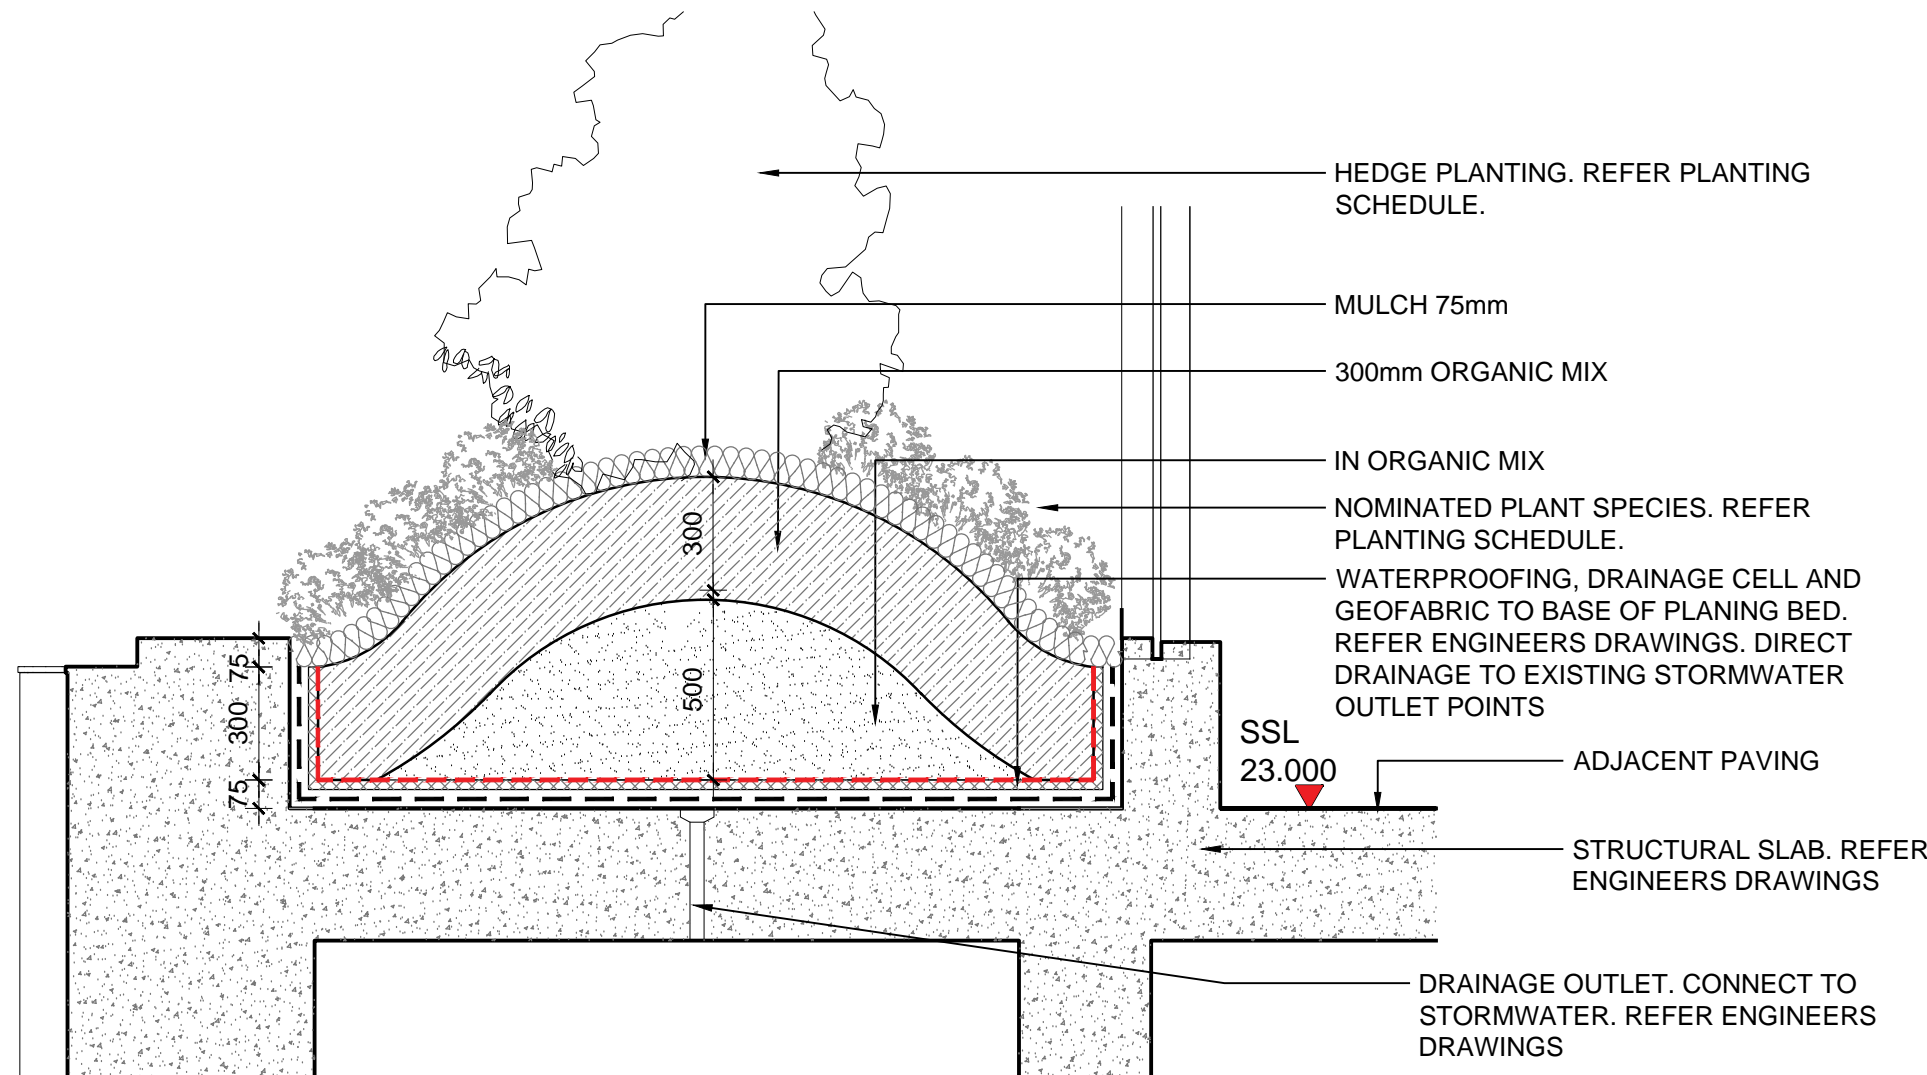 HEDGE PLANTING. REFER PLANTING
SCHEDULE.
MULCH 75mm
300mm ORGANIC MIX
IN ORGANIC MIX
NOMINATED PLANT SPECIES. REFER
PLANTING SCHEDULE.
WATERPROOFING, DRAINAGE CELL AND
GEOFABRIC TO BASE OF PLANING BED.
REFER ENGINEERS DRAWINGS. DIRECT
DRAINAGE TO EXISTING STORMWATER
OUTLET POINTS
300
500
75
300
75
SSL
23.000
ADJACENT PAVING
STRUCTURAL SLAB. REFER
ENGINEERS DRAWINGS
DRAINAGE OUTLET. CONNECT TO
STORMWATER. REFER ENGINEERS
DRAWINGS